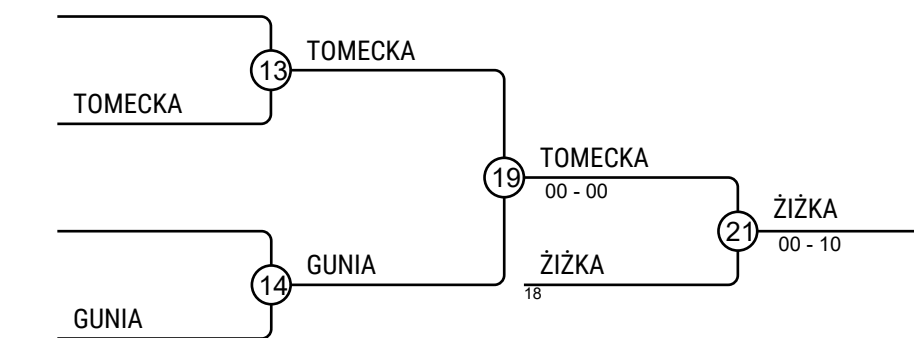 13
TOMECKA
TOMECKA
19
TOMECKA
00 - 00
21
ŻIŻKA
00 - 10
14
GUNIA
ŻIŻKA
18
GUNIA